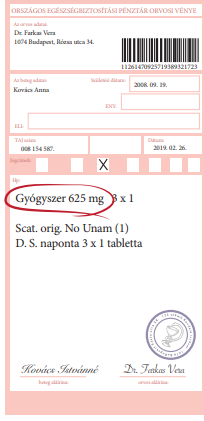 ORSZÁGOS EGÉSZSÉGBIZTOSÍTÁSI PÉNZTÁR ORVOSI VÉNYE
Az orvos adatai:
Dr. Farkas Vera
1074 Budapest, Rózsa utca 34.
11261470925719389321723
Az beteg adatai:
Kovács Anna
Születési dátum:
2008. 09. 19.
ENY:
ELI:
TAJ szám:
008 154 587.
Dátum:
2019. 02. 26.
Jogcímek:
X
Rp.
Gyógyszer 625 mg 3 x 1
Scat. orig. No Unam (1)
D. S. naponta 3 x 1 tabletta
Kovács Istvánné
beteg aláírása:
Dr. Farkas Vera
orvos aláírása: